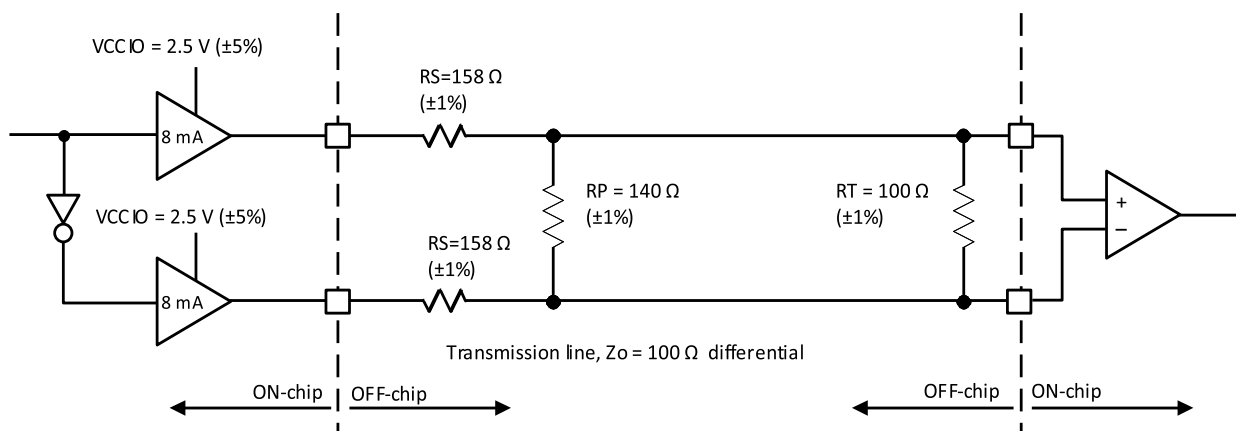 VCCIO = 2.5 V (±5%)
8 mA
RS=158 Ω
(±1%)
RP = 140 Ω
(±1%)
RT = 100 Ω
(±1%)
+
−
VCCIO = 2.5 V (±5%)
8 mA
RS=158 Ω
(±1%)
Transmission line, Zo = 100 Ω differential
ON-chip
OFF-chip
OFF-chip
ON-chip